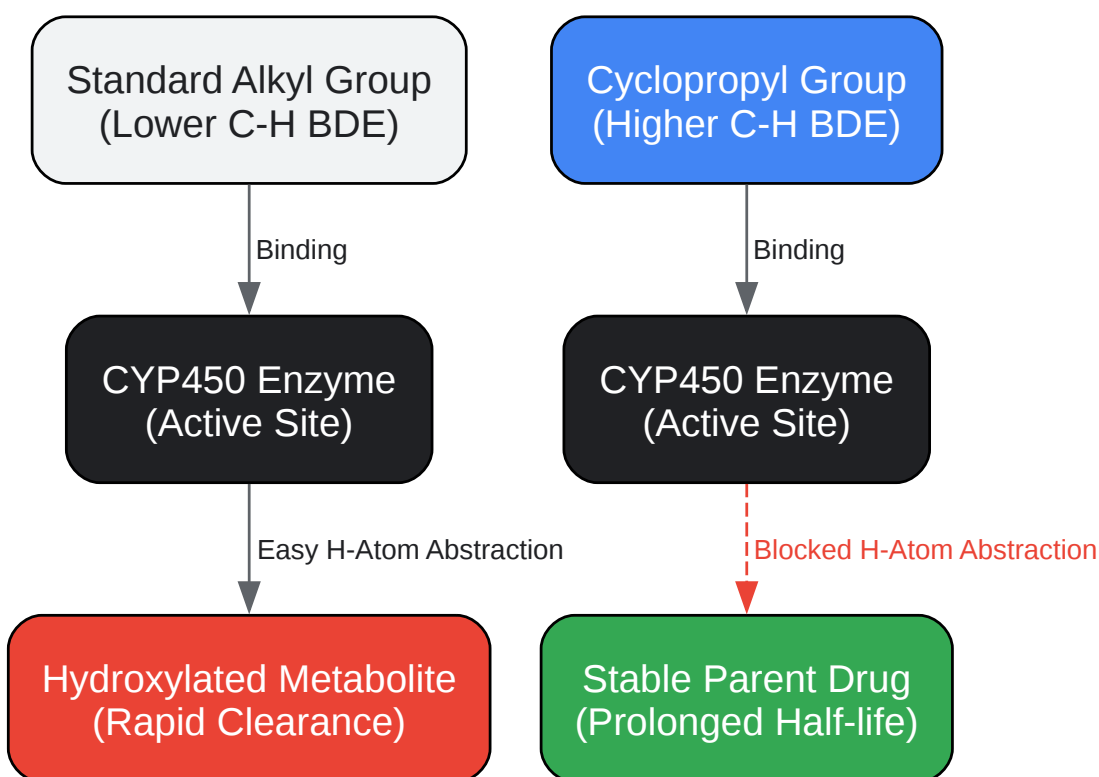 Standard Alkyl Group
(Lower C-H BDE)
Cyclopropyl Group
(Higher C-H BDE)
Binding
Binding
CYP450 Enzyme
(Active Site)
CYP450 Enzyme
(Active Site)
Easy H-Atom Abstraction
Blocked H-Atom Abstraction
Hydroxylated Metabolite
(Rapid Clearance)
Stable Parent Drug
(Prolonged Half-life)